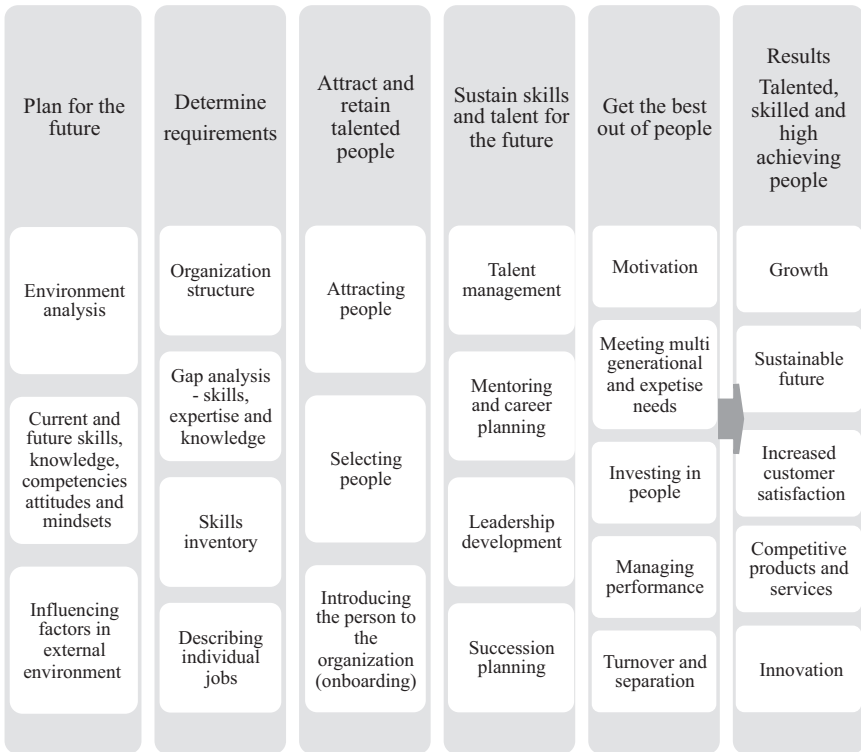 Plan for the
future
Environment
analysis
Current and
future skills,
knowledge,
competencies
attitudes and
mindsets
Influencing
factors in
external
environment
Determine
requirements
Organization
structure
Gap analysis
- skills,
expertise and
knowledge
Skills
inventory
Describing
individual
jobs
Attract and
retain
talented
people
Attracting
people
Selecting
people
Introducing
the person to
the
organization
(onboarding)
Sustain skills
and talent for
the future
Talent
management
Mentoring
and career
planning
Leadership
development
Succession
planning
Get the best
out of people
Motivation
Meeting multi
generational
and expetise
needs
Investing in
people
Managing
performance
Turnover and
separation
Results
Talented,
skilled and
high
achieving
people
Growth
Sustainable
future
Increased
customer
satisfaction
Competitive
products and
services
Innovation